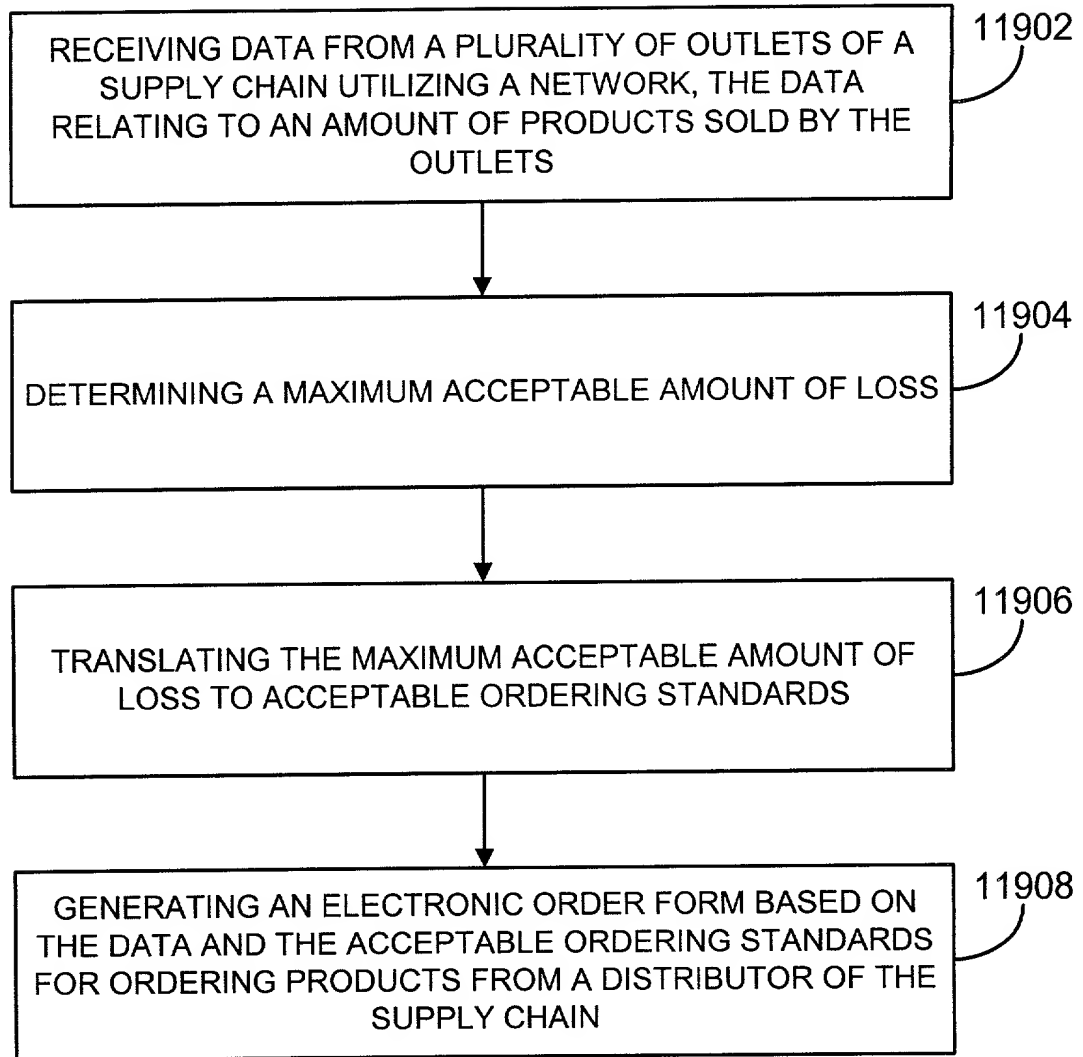 RECEIVING DATA FROM A PLURALITY OF OUTLETS OF A
SUPPLY CHAIN UTILIZING A NETWORK, THE DATA
RELATING TO AN AMOUNT OF PRODUCTS SOLD BY THE
OUTLETS
11902
DETERMINING A MAXIMUM ACCEPTABLE AMOUNT OF LOSS
11904
TRANSLATING THE MAXIMUM ACCEPTABLE AMOUNT OF
LOSS TO ACCEPTABLE ORDERING STANDARDS
11906
GENERATING AN ELECTRONIC ORDER FORM BASED ON
THE DATA AND THE ACCEPTABLE ORDERING STANDARDS
FOR ORDERING PRODUCTS FROM A DISTRIBUTOR OF THE
SUPPLY CHAIN
11908